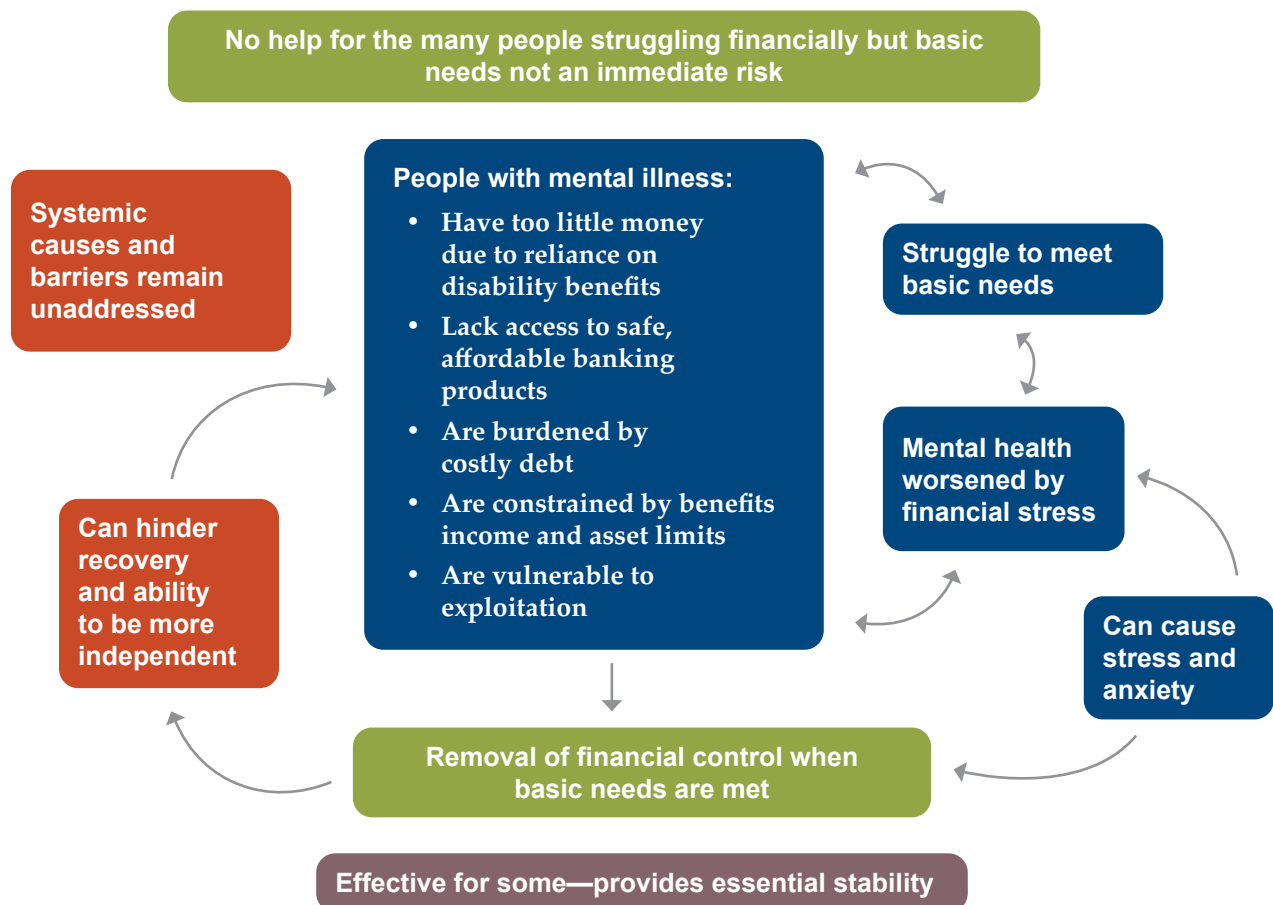 No help for the many people struggling financially but basic
needs not an immediate risk
Systemic
causes and
barriers remain
unaddressed
People with mental illness:
• Have too little money
due to reliance on
disability benefits
• Lack access to safe,
affordable banking
products
• Are burdened by
costly debt
• Are constrained by benefits
income and asset limits
• Are vulnerable to
exploitation
Struggle to meet
basic needs
Mental health
worsened by
financial stress
Can hinder
recovery
and ability
to be more
independent
Can cause
stress and
anxiety
Removal of financial control when
basic needs are met
Effective for some—provides essential stability